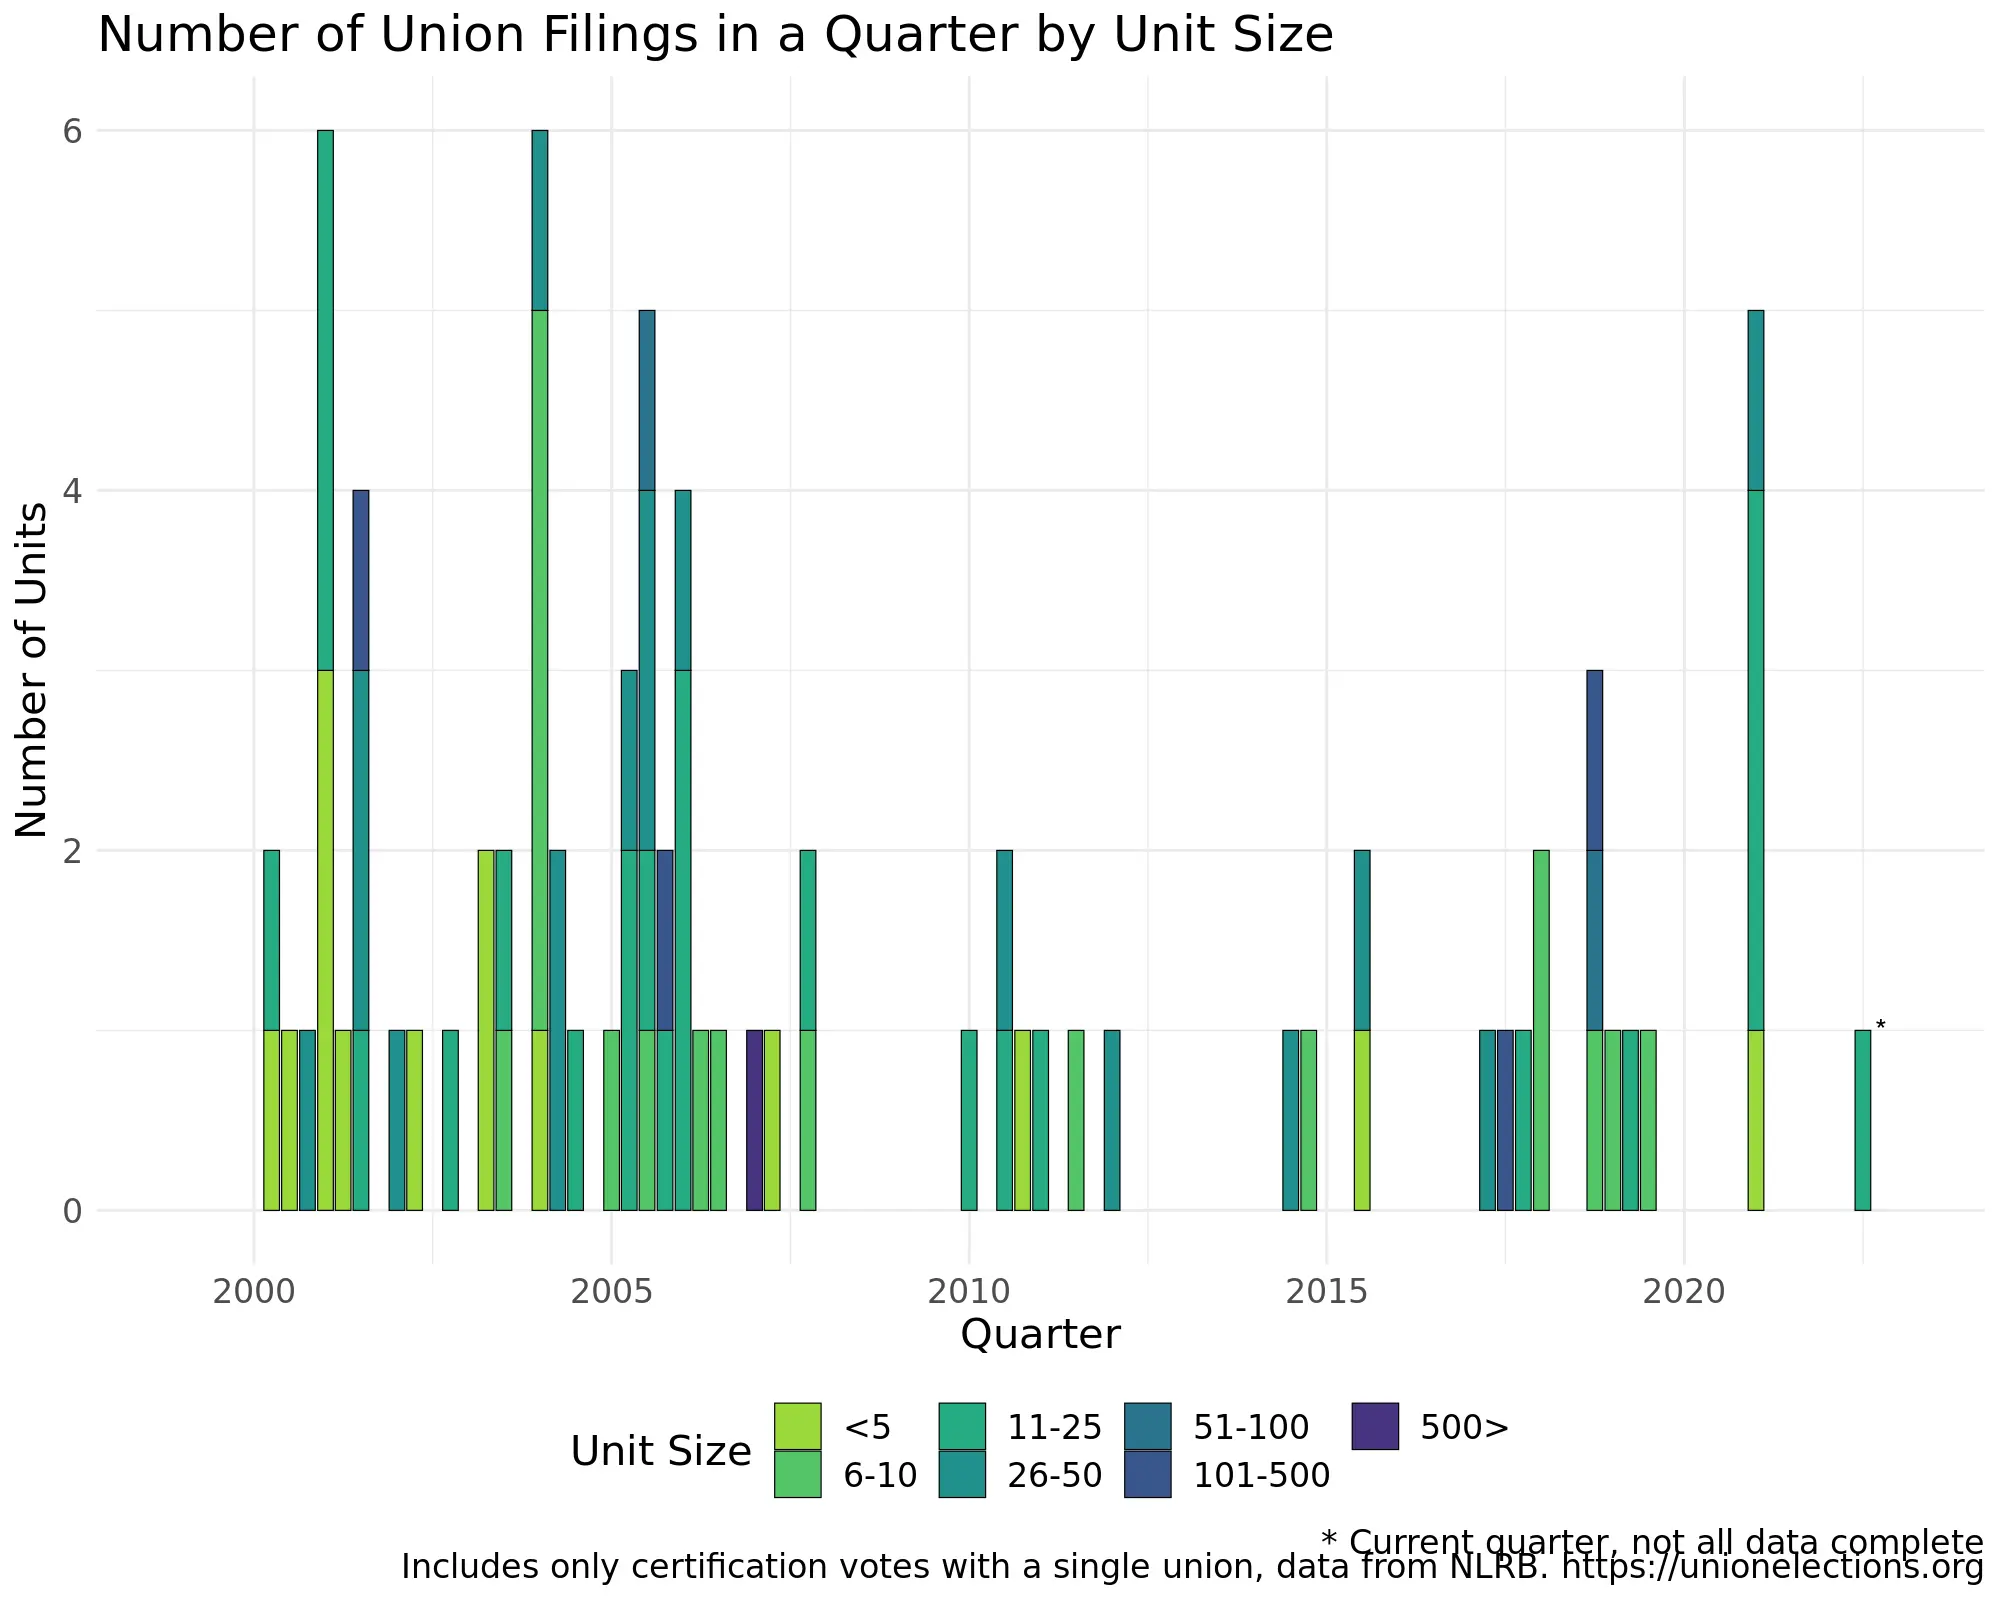 Number of Union Filings in a Quarter by Unit Size
Number of Units
6
4
2
0
*
2000 2005 2010 2015 2020
Quarter
Unit Size
<5 11-25 51-100 500>
6-10 26-50 101-500
* Current quarter, not all data complete
Includes only certification votes with a single union, data from NLRB. https://unionelections.org